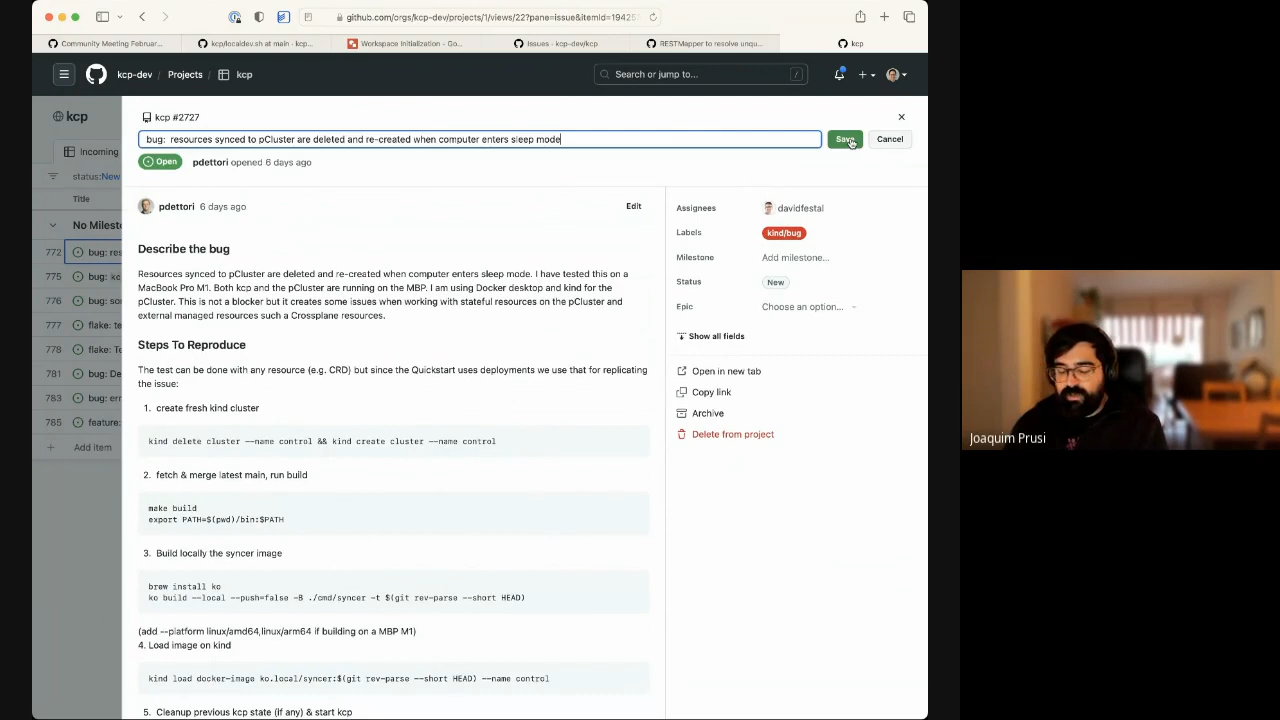 github.com/orgs/kcp-dev/projects/1/views/22?pane=issue&itemId=19425
Community Meeting Februar...
kcp/localdev.sh at main · kcp...
Workspace Initialization - Go...
Issues · kcp-dev/kcp
RESTMapper to resolve unqu...
kcp
kcp-dev
Projects
kcp
Search or jump to...
/
kcp
Incoming
status:New
Title
No Milest
772 bug: res
775 bug: kc
776 bug: sor
777 flake: te
778 flake: Te
781 bug: De
783 bug: err
785 feature:
Add item
kcp #2727
bug: resources synced to pCluster are deleted and re-created when computer enters sleep mode
Save
Cancel
Open
pdettori opened 6 days ago
pdettori 6 days ago
Edit
Describe the bug
Resources synced to pCluster are deleted and re-created when computer enters sleep mode. I have tested this on a
MacBook Pro M1. Both kcp and the pCluster are running on the MBP. I am using Docker desktop and kind for the
pCluster. This is not a blocker but it creates some issues when working with stateful resources on the pCluster and
external managed resources such a Crossplane resources.
Steps To Reproduce
The test can be done with any resource (e.g. CRD) but since the Quickstart uses deployments we use that for replicating
the issue:
1. create fresh kind cluster
kind delete cluster --name control && kind create cluster --name control
2. fetch & merge latest main, run build
make build
export PATH=$(pwd)/bin:$PATH
3. Build locally the syncer image
brew install ko
ko build --local --push=false -B ./cmd/syncer -t $(git rev-parse --short HEAD)
(add --platform linux/amd64,linux/arm64 if building on a MBP M1)
4. Load image on kind
kind load docker-image ko.local/syncer:$(git rev-parse --short HEAD) --name control
5. Cleanup previous kcp state (if any) & start kcp
Assignees
davidfestal
Labels
kind/bug
Milestone
Add milestone...
Status
New
Epic
Choose an option...
Show all fields
Open in new tab
Copy link
Archive
Delete from project
Joaquim Prusi